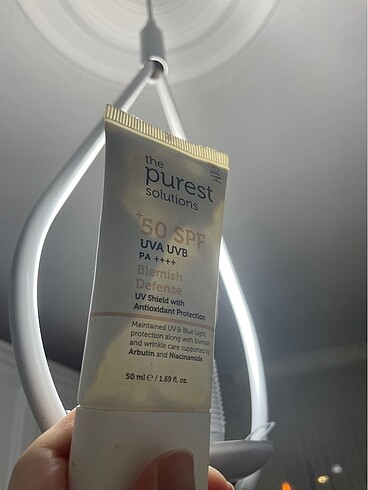 the
purest
solutions
+50 SPF
UVA UVB
PA ++++
Blemish
Defense
UV Shield with
Antioxidant Protection
Maintained UV & Blue Light
protection along with blemish
and wrinkle care supported by
Arbutin and Niacinamide
50 ml e / 1.69 fl. oz.